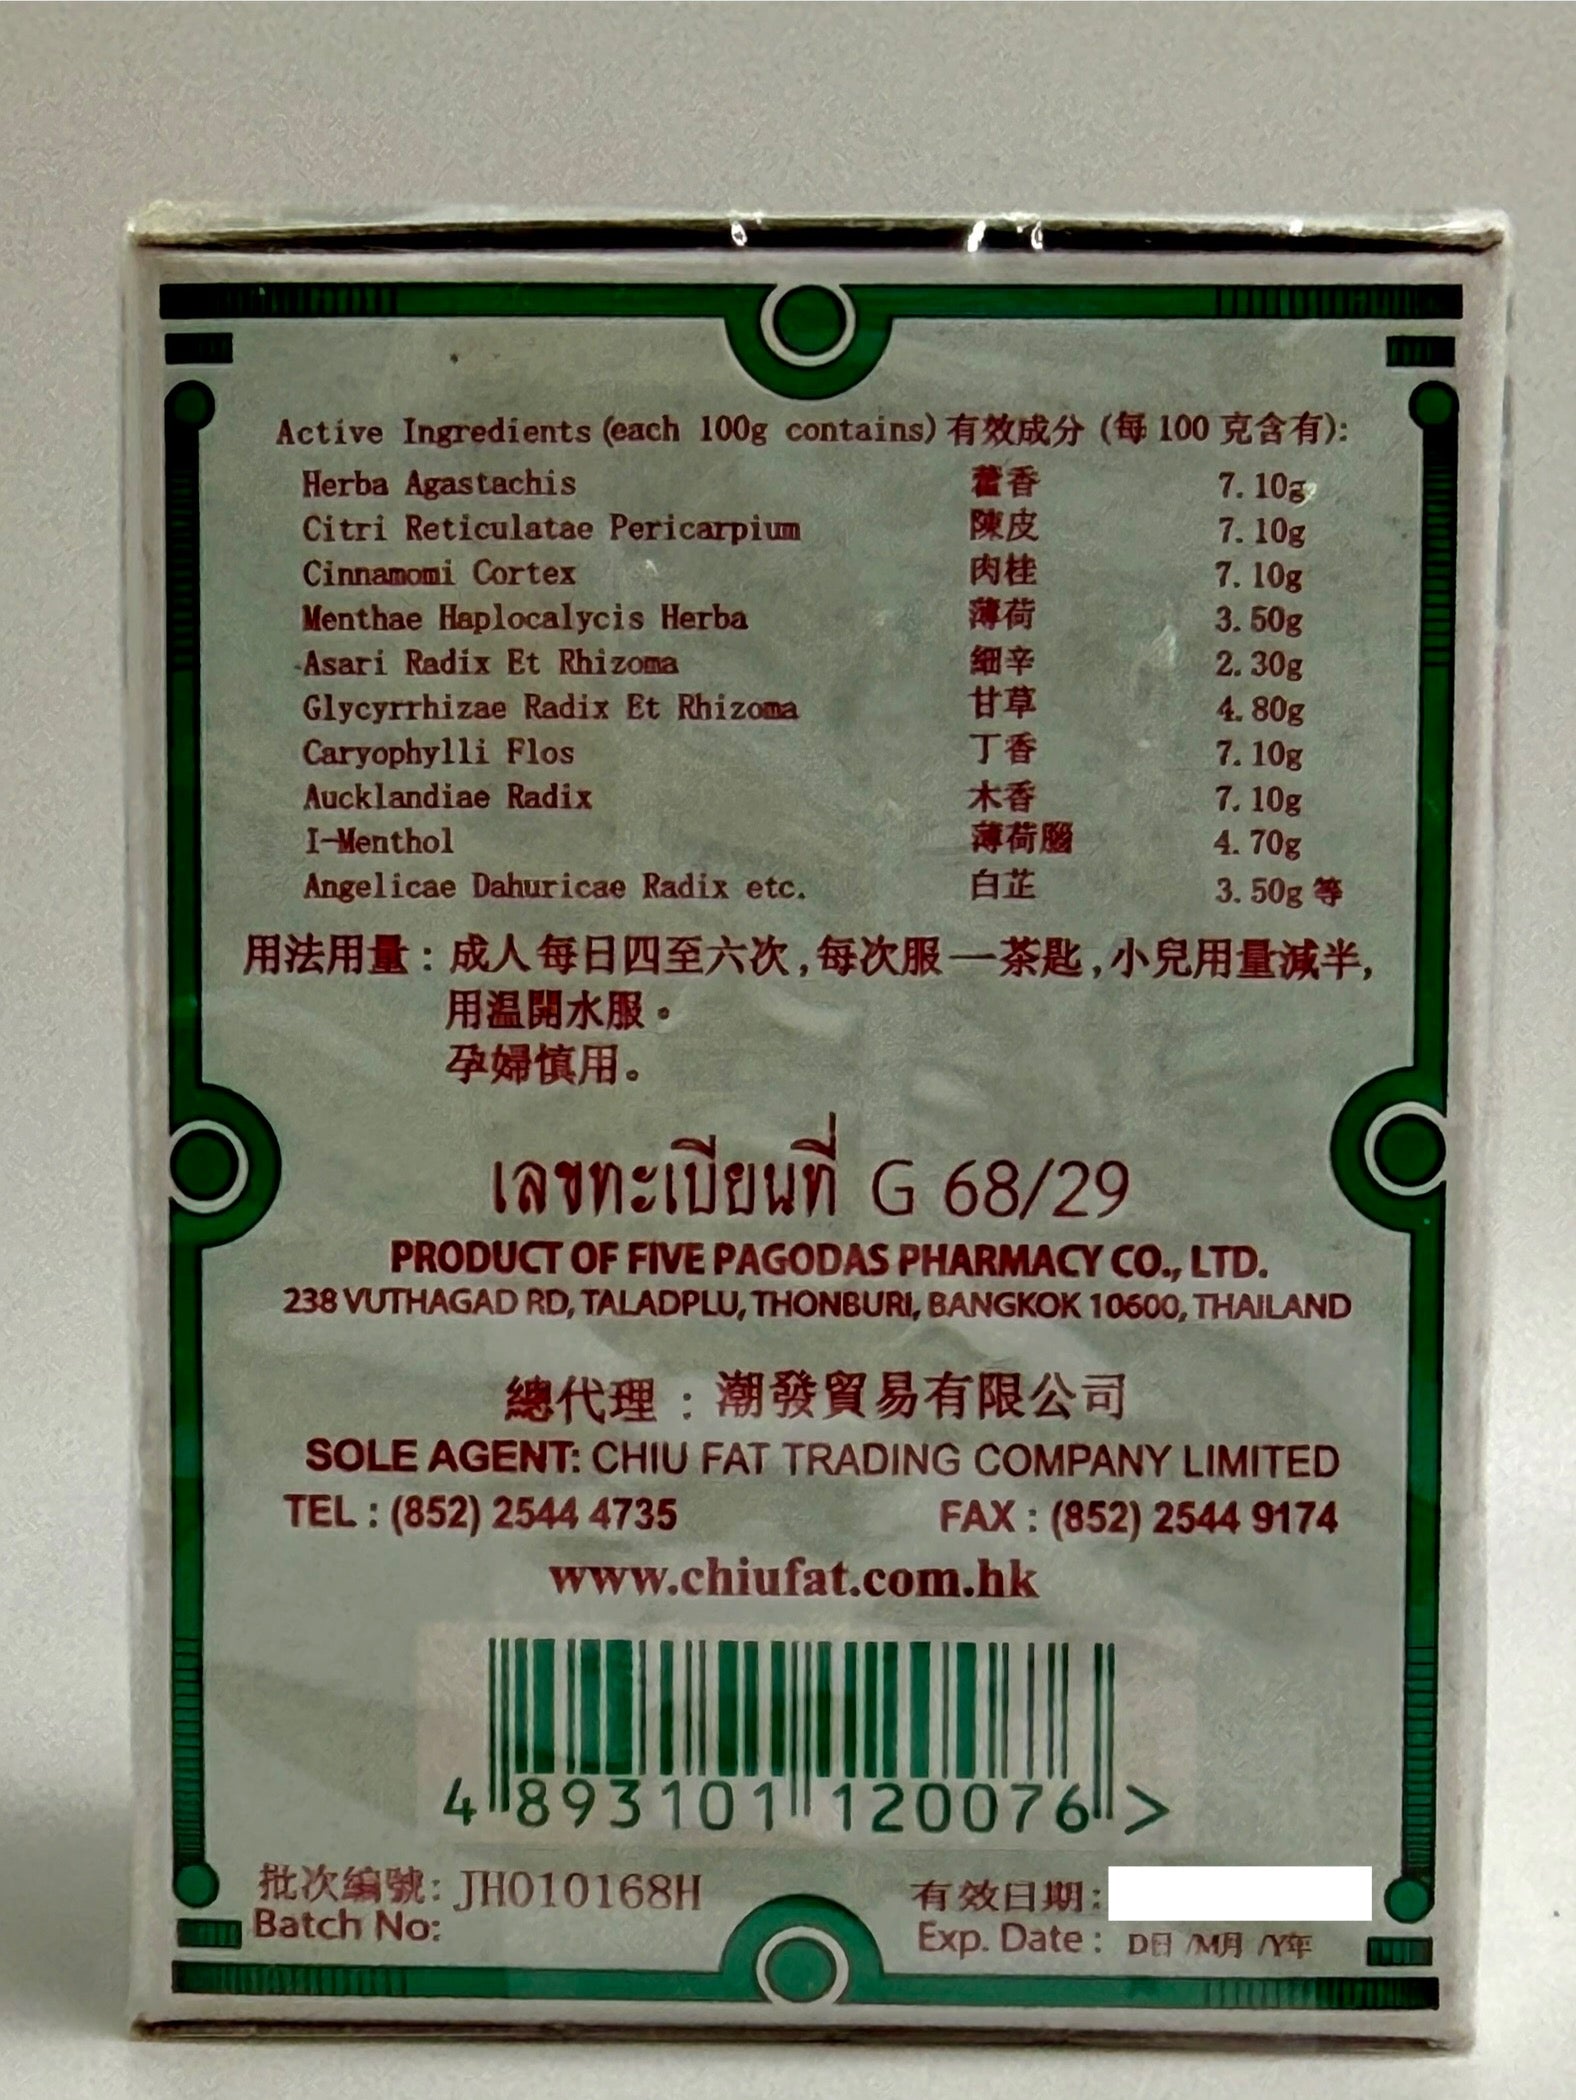 Active Ingredients (each 100g contains) 有效成分 (每 100 克含有):
Herba Agastachis 藿香 7.10g
Citri Reticulatae Pericarpium 陳皮 7.10g
Cinnamomi Cortex 肉桂 7.10g
Menthae Haplocalycis Herba 薄荷 3.50g
Asari Radix Et Rhizoma 細辛 2.30g
Glycyrrhizae Radix Et Rhizoma 甘草 4.80g
Caryophylli Flos 丁香 7.10g
Aucklandiae Radix 木香 7.10g
I-Menthol 薄荷腦 4.70g
Angelicae Dahuricae Radix etc. 白芷 3.50g 等
用法用量：成人每日四至六次,每次服一茶匙,小兒用量減半,
用温開水服。
孕婦慎用。
เลขทะเบียนที่ G 68/29
PRODUCT OF FIVE PAGODAS PHARMACY CO., LTD.
238 VUTHAGAD RD, TALADPLU, THONBURI, BANGKOK 10600, THAILAND
總代理：潮發貿易有限公司
SOLE AGENT: CHIU FAT TRADING COMPANY LIMITED
TEL : (852) 2544 4735 FAX : (852) 2544 9174
www.chiufat.com.hk
4 893101 120076 >
批次編號: JH010168H 有效日期:
Batch No: Exp. Date : D日 /M月 /Y年